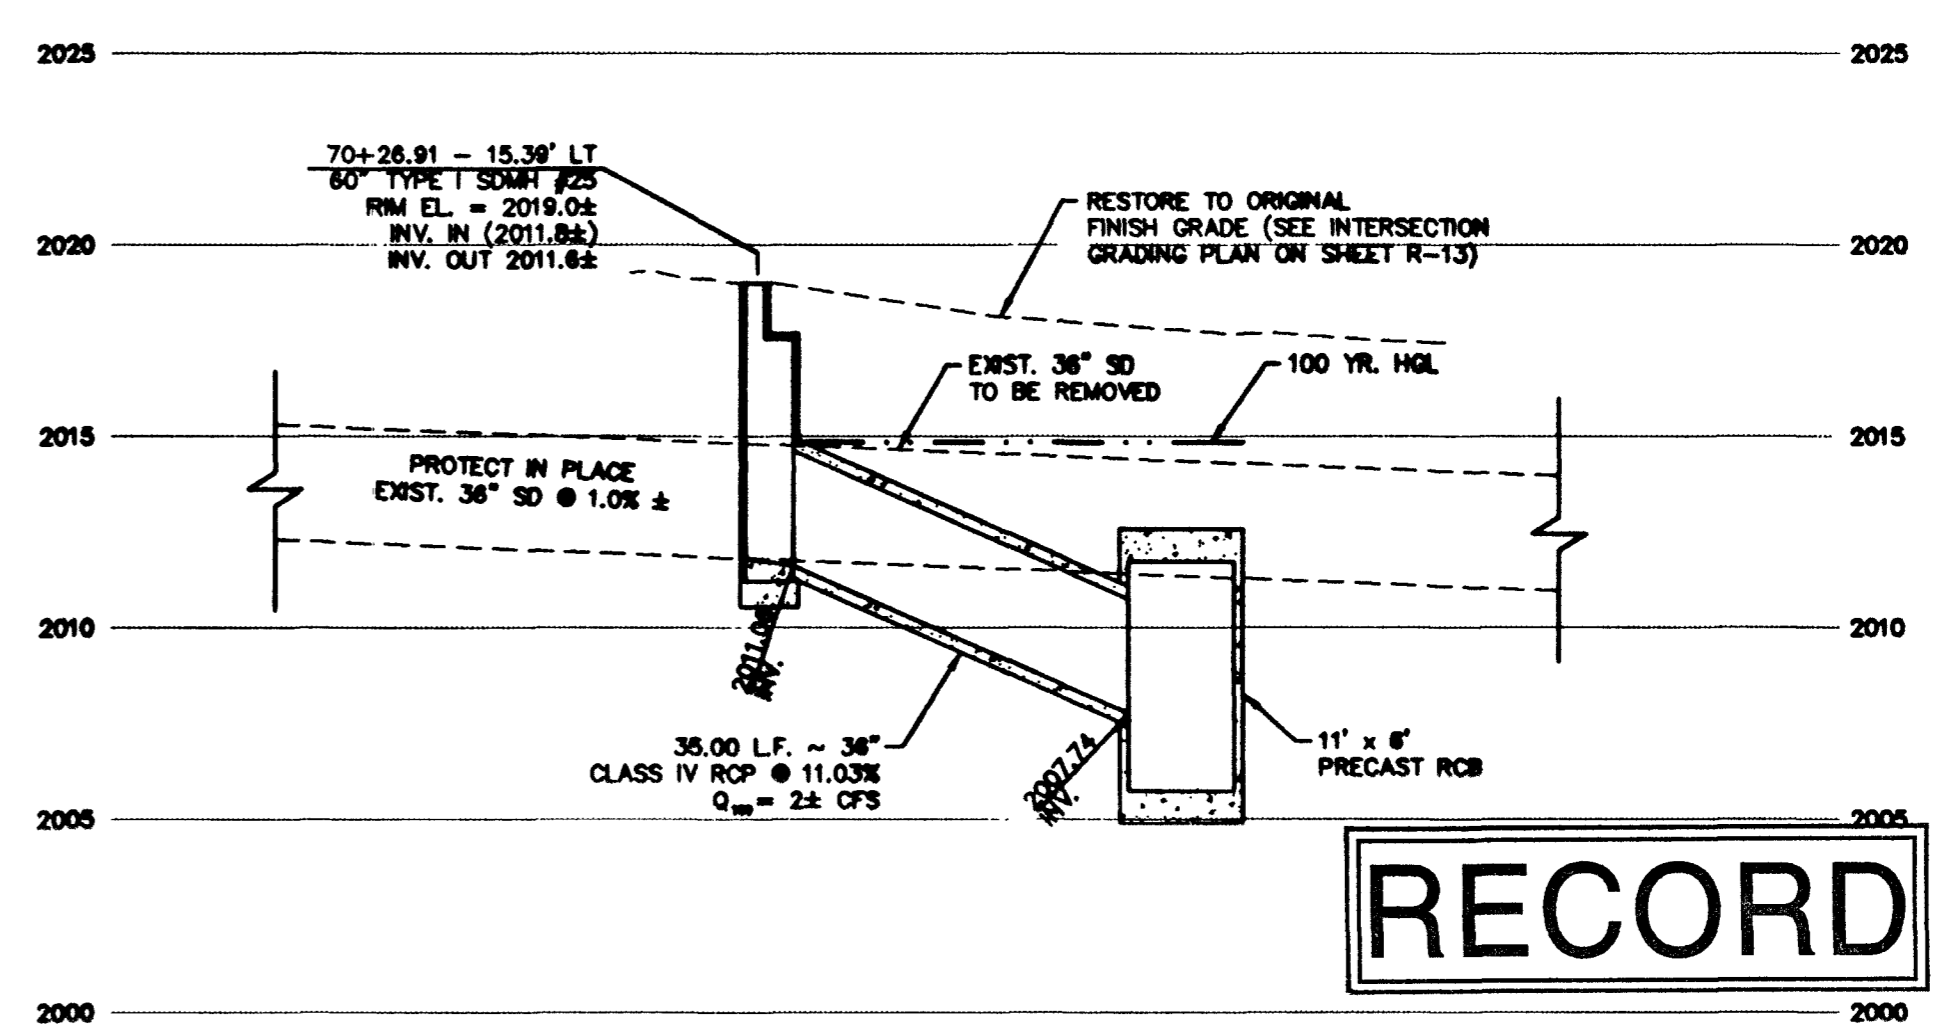 2025 2025
70+26.91 - 15.39' LT
60" TYPE I SDMH #25
RIM EL. = 2019.0±
INV. IN (2011.8±)
INV. OUT 2011.6±
RESTORE TO ORIGINAL
FINISH GRADE (SEE INTERSECTION
GRADING PLAN ON SHEET R-13)
2020 2020
EXIST. 36" SD
TO BE REMOVED
100 YR. HGL
2015 2015
PROTECT IN PLACE
EXIST. 36" SD @ 1.0% ±
2010 2010
INV.
35.00 L.F. ~ 36"
CLASS IV RCP @ 11.03%
Q100 = 2± CFS
2007.74
INV.
11' x 6'
PRECAST RCB
2005 2005
RECORD
2000 2000